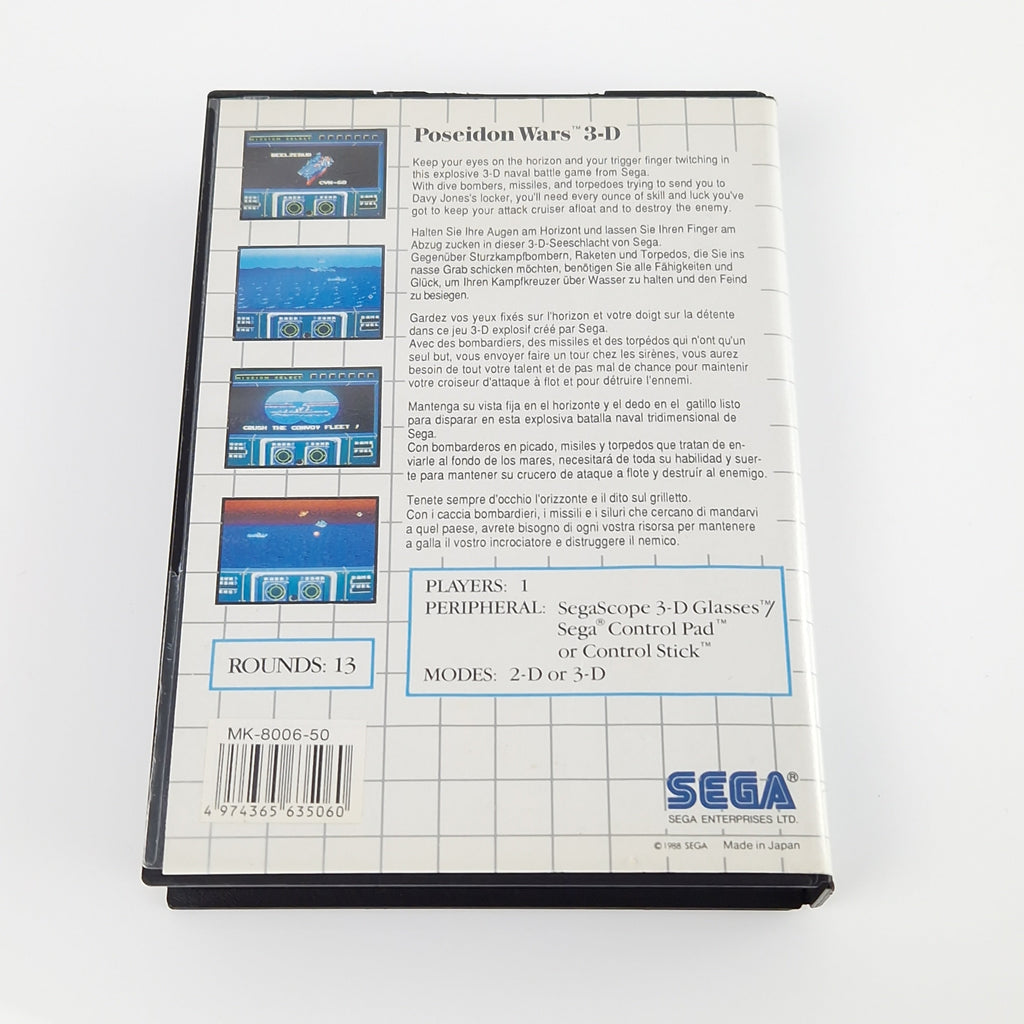 Poseidon Wars™ 3-D
Keep your eyes on the horizon and your trigger finger twitching in
this explosive 3-D naval battle game from Sega.
With dive bombers, missiles, and torpedoes trying to send you to
Davy Jones's locker, you'll need every ounce of skill and luck you've
got to keep your attack cruiser afloat and to destroy the enemy.
Halten Sie Ihre Augen am Horizont und lassen Sie Ihren Finger am
Abzug zucken in dieser 3-D-Seeschlacht von Sega.
Gegenüber Sturzkampfbombern, Raketen und Torpedos, die Sie ins
nasse Grab schicken möchten, benötigen Sie alle Fähigkeiten und
Glück, um Ihren Kampfkreuzer über Wasser zu halten und den Feind
zu besiegen.
Gardez vos yeux fixés sur l'horizon et votre doigt sur la détente
dans ce jeu 3-D explosif créé par Sega.
Avec des bombardiers, des missiles et des torpédos qui n'ont qu'un
seul but, vous envoyer faire un tour chez les sirènes, vous aurez
besoin de tout votre talent et de pas mal de chance pour maintenir
votre croiseur d'attaque à flot et pour détruire l'ennemi.
Mantenga su vista fija en el horizonte y el dedo en el gatillo listo
para disparar en esta explosiva batalla naval tridimensional de
Sega.
Con bombarderos en picado, misiles y torpedos que tratan de en-
viarle al fondo de los mares, necesitará de toda su habilidad y suer-
te para mantener su crucero de ataque a flote y destruír al enemigo.
Tenete sempre d'occhio l'orizzonte e il dito sul grilletto.
Con i caccia bombardieri, i missili e i siluri che cercano di mandarvi
a quel paese, avrete bisogno di ogni vostra risorsa per mantenere
a galla il vostro incrociatore e distruggere il nemico.
MISSION SELECT
BEELZEBUB
CVN-60
MISSION SELECT
CRUSH THE CONVOY FLEET !
PLAYERS: 1
PERIPHERAL: SegaScope 3-D Glasses™/
Sega® Control Pad™
or Control Stick™
MODES: 2-D or 3-D
ROUNDS: 13
MK-8006-50
4 974365 635060
SEGA®
SEGA ENTERPRISES LTD.
©1988 SEGA Made in Japan